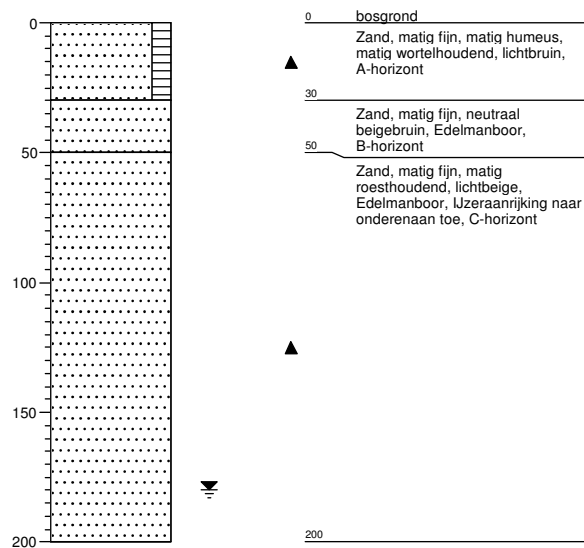 0
50
100
150
200
0 bosgrond
Zand, matig fijn, matig humeus,
matig wortelhoudend, lichtbruin,
A-horizont
30
Zand, matig fijn, neutraal
beigebruin, Edelmanboor,
B-horizont
50
Zand, matig fijn, matig
roesthoudend, lichtbeige,
Edelmanboor, IJzeraanrijking naar
onderenaan toe, C-horizont
200